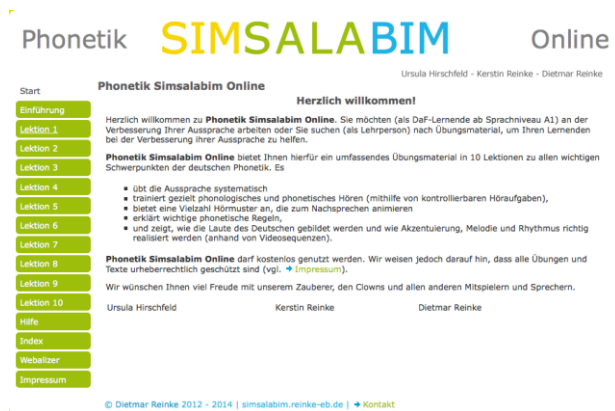 Phonetik SIMSALABIM Online
Ursula Hirschfeld - Kerstin Reinke - Dietmar Reinke
Start
Einführung
Lektion 1
Lektion 2
Lektion 3
Lektion 4
Lektion 5
Lektion 6
Lektion 7
Lektion 8
Lektion 9
Lektion 10
Hilfe
Index
Webalizer
Impressum
Phonetik Simsalabim Online
Herzlich willkommen!
Herzlich willkommen zu Phonetik Simsalabim Online. Sie möchten (als DaF-Lernende ab Sprachniveau A1) an der
Verbesserung Ihrer Aussprache arbeiten oder Sie suchen (als Lehrperson) nach Übungsmaterial, um Ihren Lernenden
bei der Verbesserung ihrer Aussprache zu helfen.
Phonetik Simsalabim Online bietet Ihnen hierfür ein umfassendes Übungsmaterial in 10 Lektionen zu allen wichtigen
Schwerpunkten der deutschen Phonetik. Es
▪ übt die Aussprache systematisch
▪ trainiert gezielt phonologisches und phonetisches Hören (mithilfe von kontrollierbaren Höraufgaben),
▪ bietet eine Vielzahl Hörmuster an, die zum Nachsprechen animieren
▪ erklärt wichtige phonetische Regeln,
▪ und zeigt, wie die Laute des Deutschen gebildet werden und wie Akzentuierung, Melodie und Rhythmus richtig
realisiert werden (anhand von Videosequenzen).
Phonetik Simsalabim Online darf kostenlos genutzt werden. Wir weisen jedoch darauf hin, dass alle Übungen und
Texte urheberrechtlich geschützt sind (vgl. ➔ Impressum).
Wir wünschen Ihnen viel Freude mit unserem Zauberer, den Clowns und allen anderen Mitspielern und Sprechern.
Ursula Hirschfeld Kerstin Reinke Dietmar Reinke
© Dietmar Reinke 2012 - 2014 | simsalabim.reinke-eb.de | ➔ Kontakt